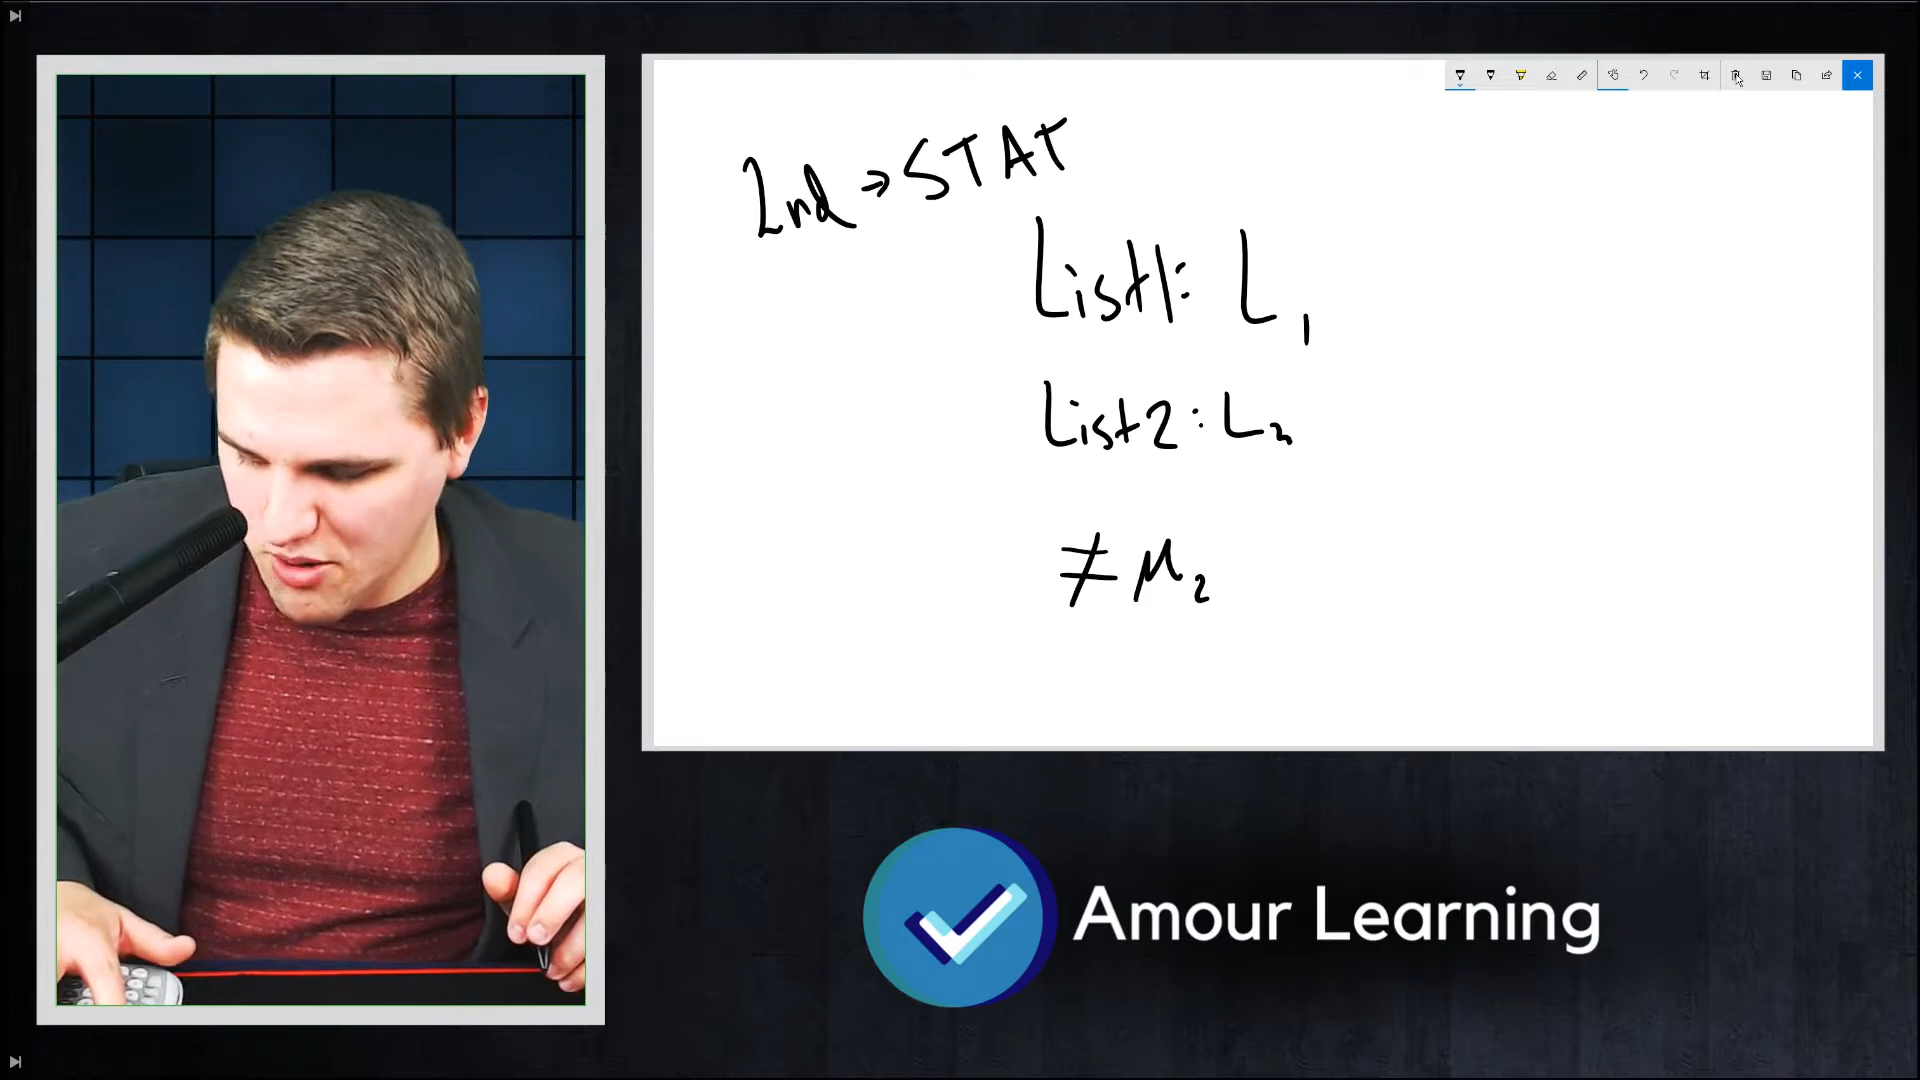 2nd → STAT
List1: L₁
List2: L₂
≠ μ₂
Amour Learning